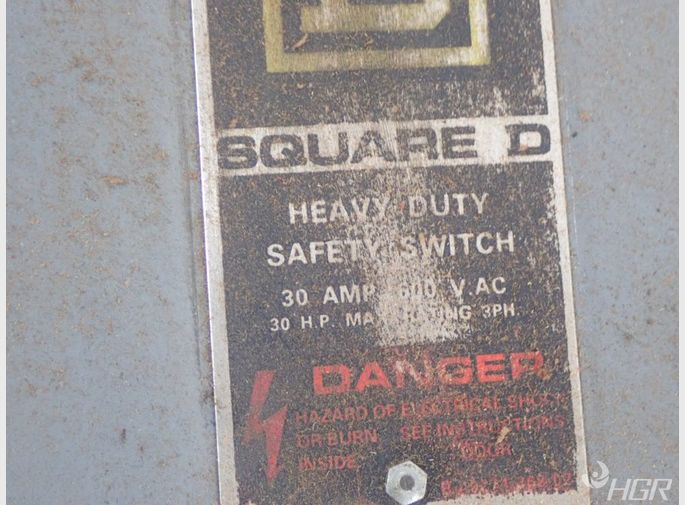 SQUARE D
HEAVY DUTY
SAFETY SWITCH
30 AMP. 600 V.AC
30 H.P. MAX RATING 3PH.
DANGER
HAZARD OF ELECTRICAL SHOCK
OR BURN SEE INSTRUCTIONS
INSIDE DOOR
HGR